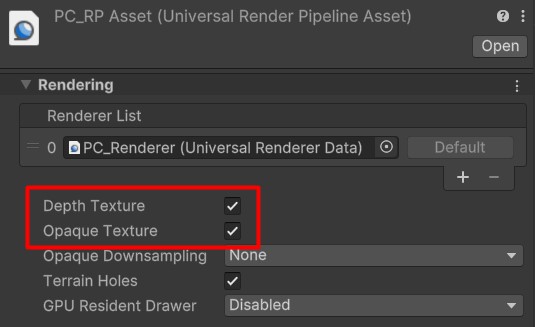 PC_RP Asset (Universal Render Pipeline Asset)
Open
Rendering
Renderer List
0 PC_Renderer (Universal Renderer Data) Default
Depth Texture
Opaque Texture
Opaque Downsampling None
Terrain Holes
GPU Resident Drawer Disabled